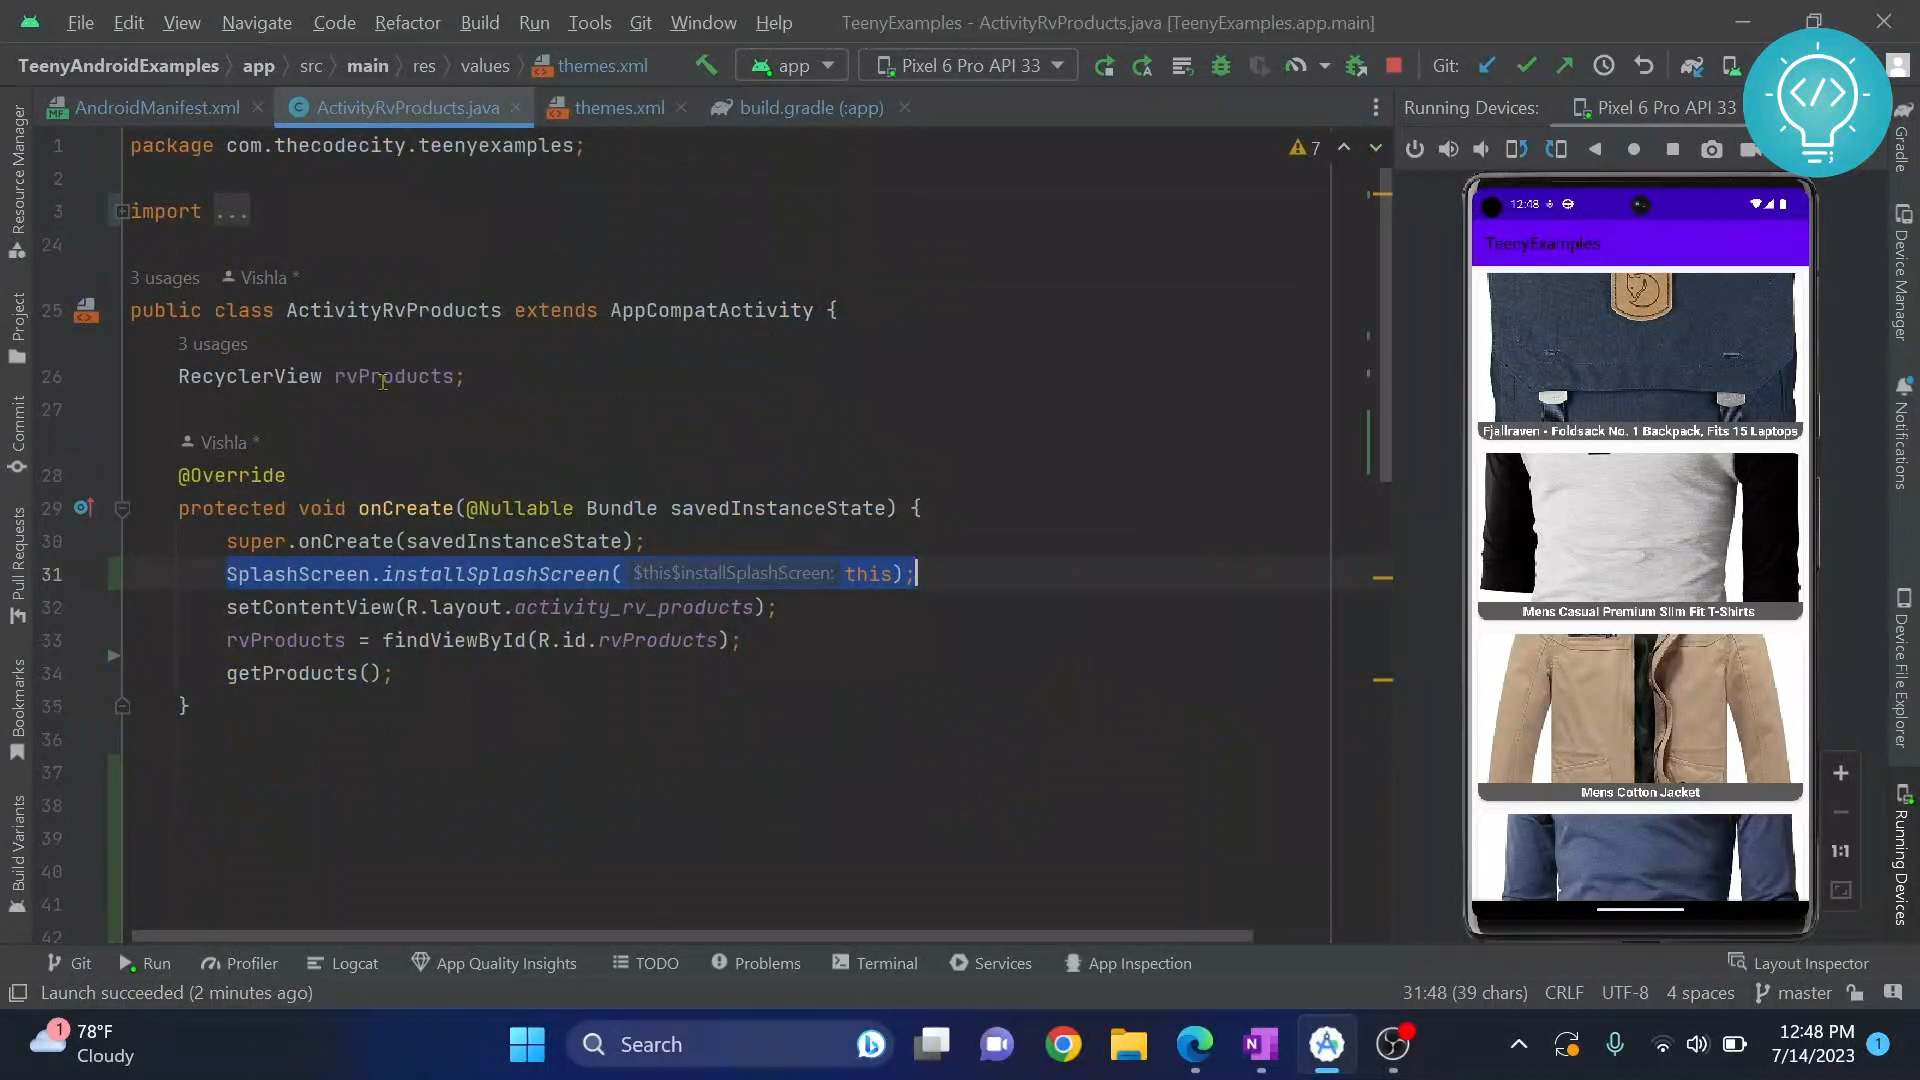 File Edit View Navigate Code Refactor Build Run Tools Git Window Help TeenyExamples - ActivityRvProducts.java [TeenyExamples.app.main]
TeenyAndroidExamples app src main res values themes.xml app Pixel 6 Pro API 33 Git:
AndroidManifest.xml ActivityRvProducts.java themes.xml build.gradle (:app) Running Devices: Pixel 6 Pro API 33
1 package com.thecodecity.teenyexamples; 7
2
3 import ...
24
3 usages Vishla *
25 public class ActivityRvProducts extends AppCompatActivity {
3 usages
26 RecyclerView rvProducts;
27
Vishla *
28 @Override
29 protected void onCreate(@Nullable Bundle savedInstanceState) {
30 super.onCreate(savedInstanceState);
31 SplashScreen.installSplashScreen( $this$installSplashScreen: this);
32 setContentView(R.layout.activity_rv_products);
33 rvProducts = findViewById(R.id.rvProducts);
34 getProducts();
35 }
36
37
38
39
40
41
42
Resource Manager
Project
Commit
Pull Requests
Bookmarks
Build Variants
12:48
TeenyExamples
Fjallraven - Foldsack No. 1 Backpack, Fits 15 Laptops
Mens Casual Premium Slim Fit T-Shirts
Mens Cotton Jacket
1:1
Gradle
Device Manager
Notifications
Device File Explorer
Running Devices
Git Run Profiler Logcat App Quality Insights TODO Problems Terminal Services App Inspection Layout Inspector
Launch succeeded (2 minutes ago) 31:48 (39 chars) CRLF UTF-8 4 spaces master
1 78°F
Cloudy
Search
12:48 PM
7/14/2023
1